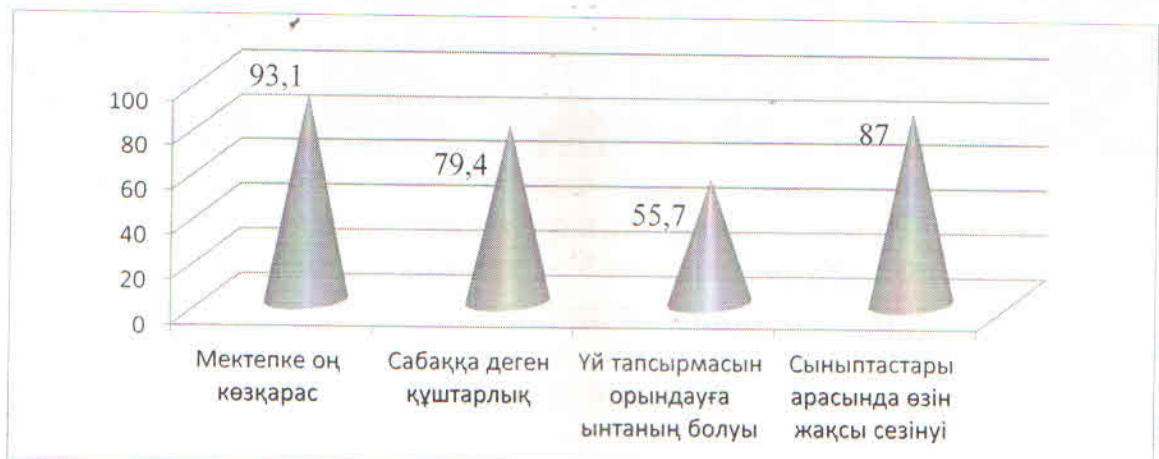 93,1
100
87
80
79,4
60
55,7
40
20
0
Мектепке оң
көзқарас
Сабаққа деген
құштарлық
Үй тапсырмасын
орындауға
ынтаның болуы
Сыныптастары
арасында өзін
жақсы сезінуі